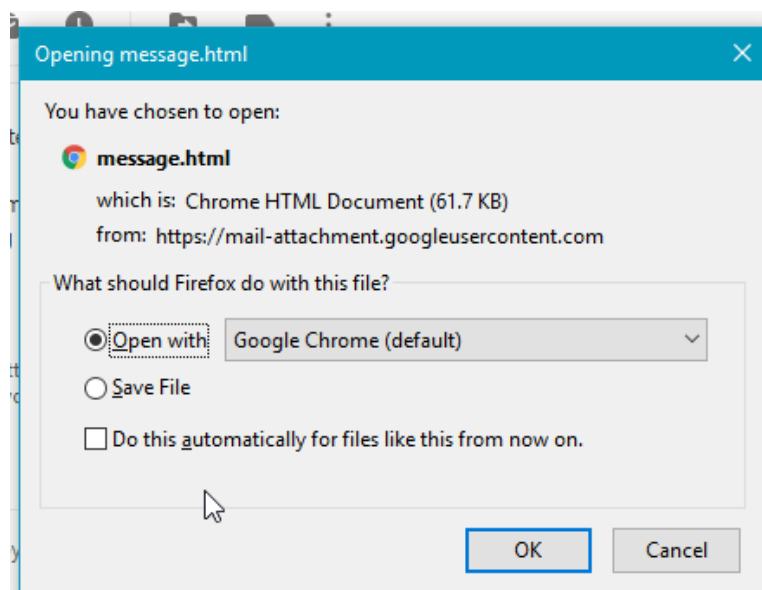 Opening message.html
You have chosen to open:
message.html
which is: Chrome HTML Document (61.7 KB)
from: https://mail-attachment.googleusercontent.com
What should Firefox do with this file?
Open with Google Chrome (default)
Save File
Do this automatically for files like this from now on.
OK Cancel